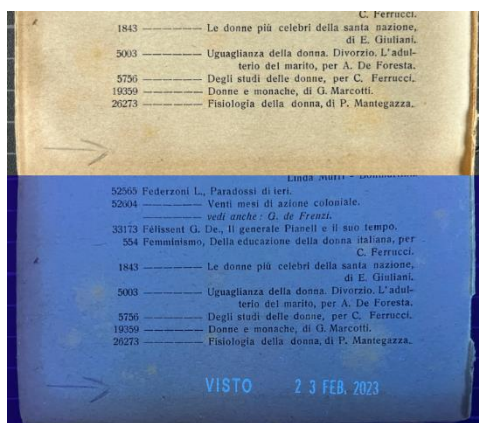 C. Ferrucci.
1843 ——— Le donne più celebri della santa nazione,
di E. Giuliani.
5003 ——— Uguaglianza della donna. Divorzio. L'adul-
terio del marito, per A. De Foresta.
5756 ——— Degli studi delle donne, per C. Ferrucci.
19359 ——— Donne e monache, di G. Marcotti.
26273 ——— Fisiologia della donna, di P. Mantegazza.
Linda Murri -
52565 Federzoni L., Paradossi di ieri.
52604 ——— Venti mesi di azione coloniale.
——— vedi anche: G. de Frenzi.
33173 Félissent G. De., Il generale Pianell e il suo tempo.
554 Femminismo, Della educazione della donna italiana, per
C. Ferrucci.
1843 ——— Le donne più celebri della santa nazione,
di E. Giuliani.
5003 ——— Uguaglianza della donna. Divorzio. L'adul-
terio del marito, per A. De Foresta.
5756 ——— Degli studi delle donne, per C. Ferrucci.
19359 ——— Donne e monache, di G. Marcotti.
26273 ——— Fisiologia della donna, di P. Mantegazza.
VISTO 23 FEB. 2023